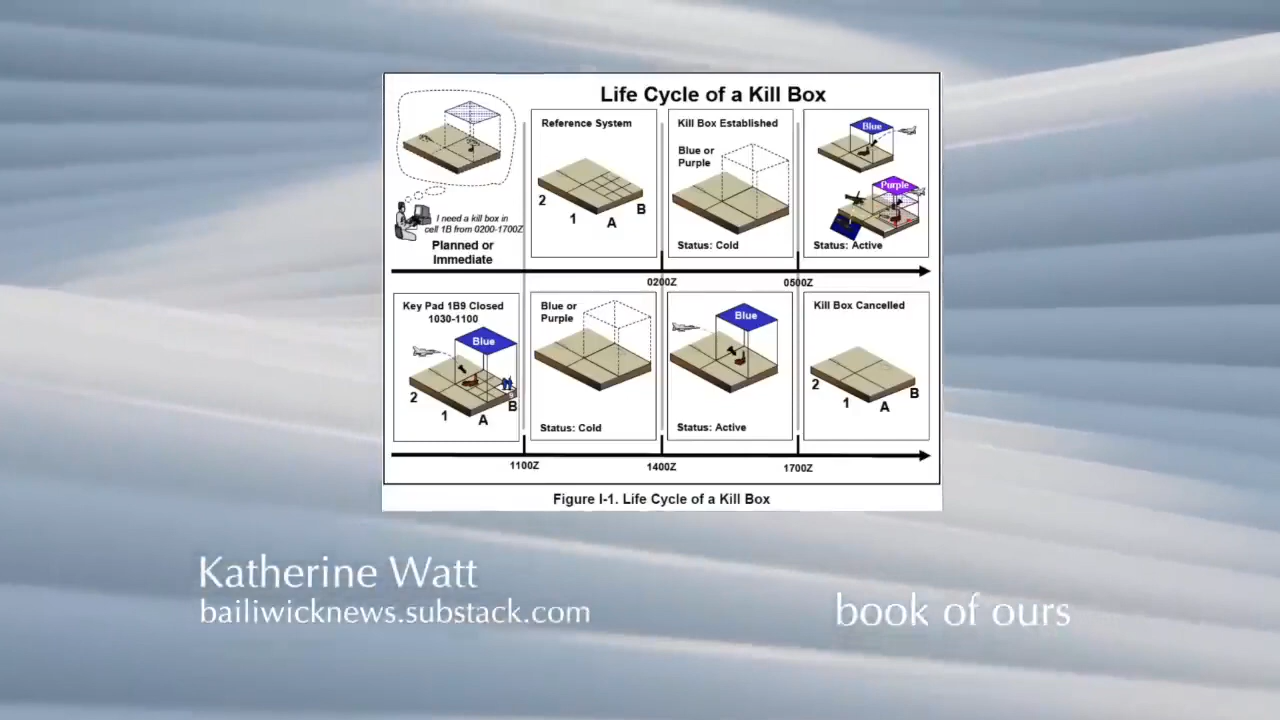 Life Cycle of a Kill Box
I need a kill box in
cell 1B from 0200-1700Z
Planned or
Immediate
Reference System
2
1
A
B
Kill Box Established
Blue or
Purple
Status: Cold
Blue
Purple
Status: Active
0200Z
0500Z
Key Pad 1B9 Closed
1030-1100
Blue
2
1
A
B
Blue or
Purple
Status: Cold
Blue
Status: Active
Kill Box Cancelled
2
1
A
B
1100Z
1400Z
1700Z
Figure I-1. Life Cycle of a Kill Box
Katherine Watt
bailiwicknews.substack.com
book of ours